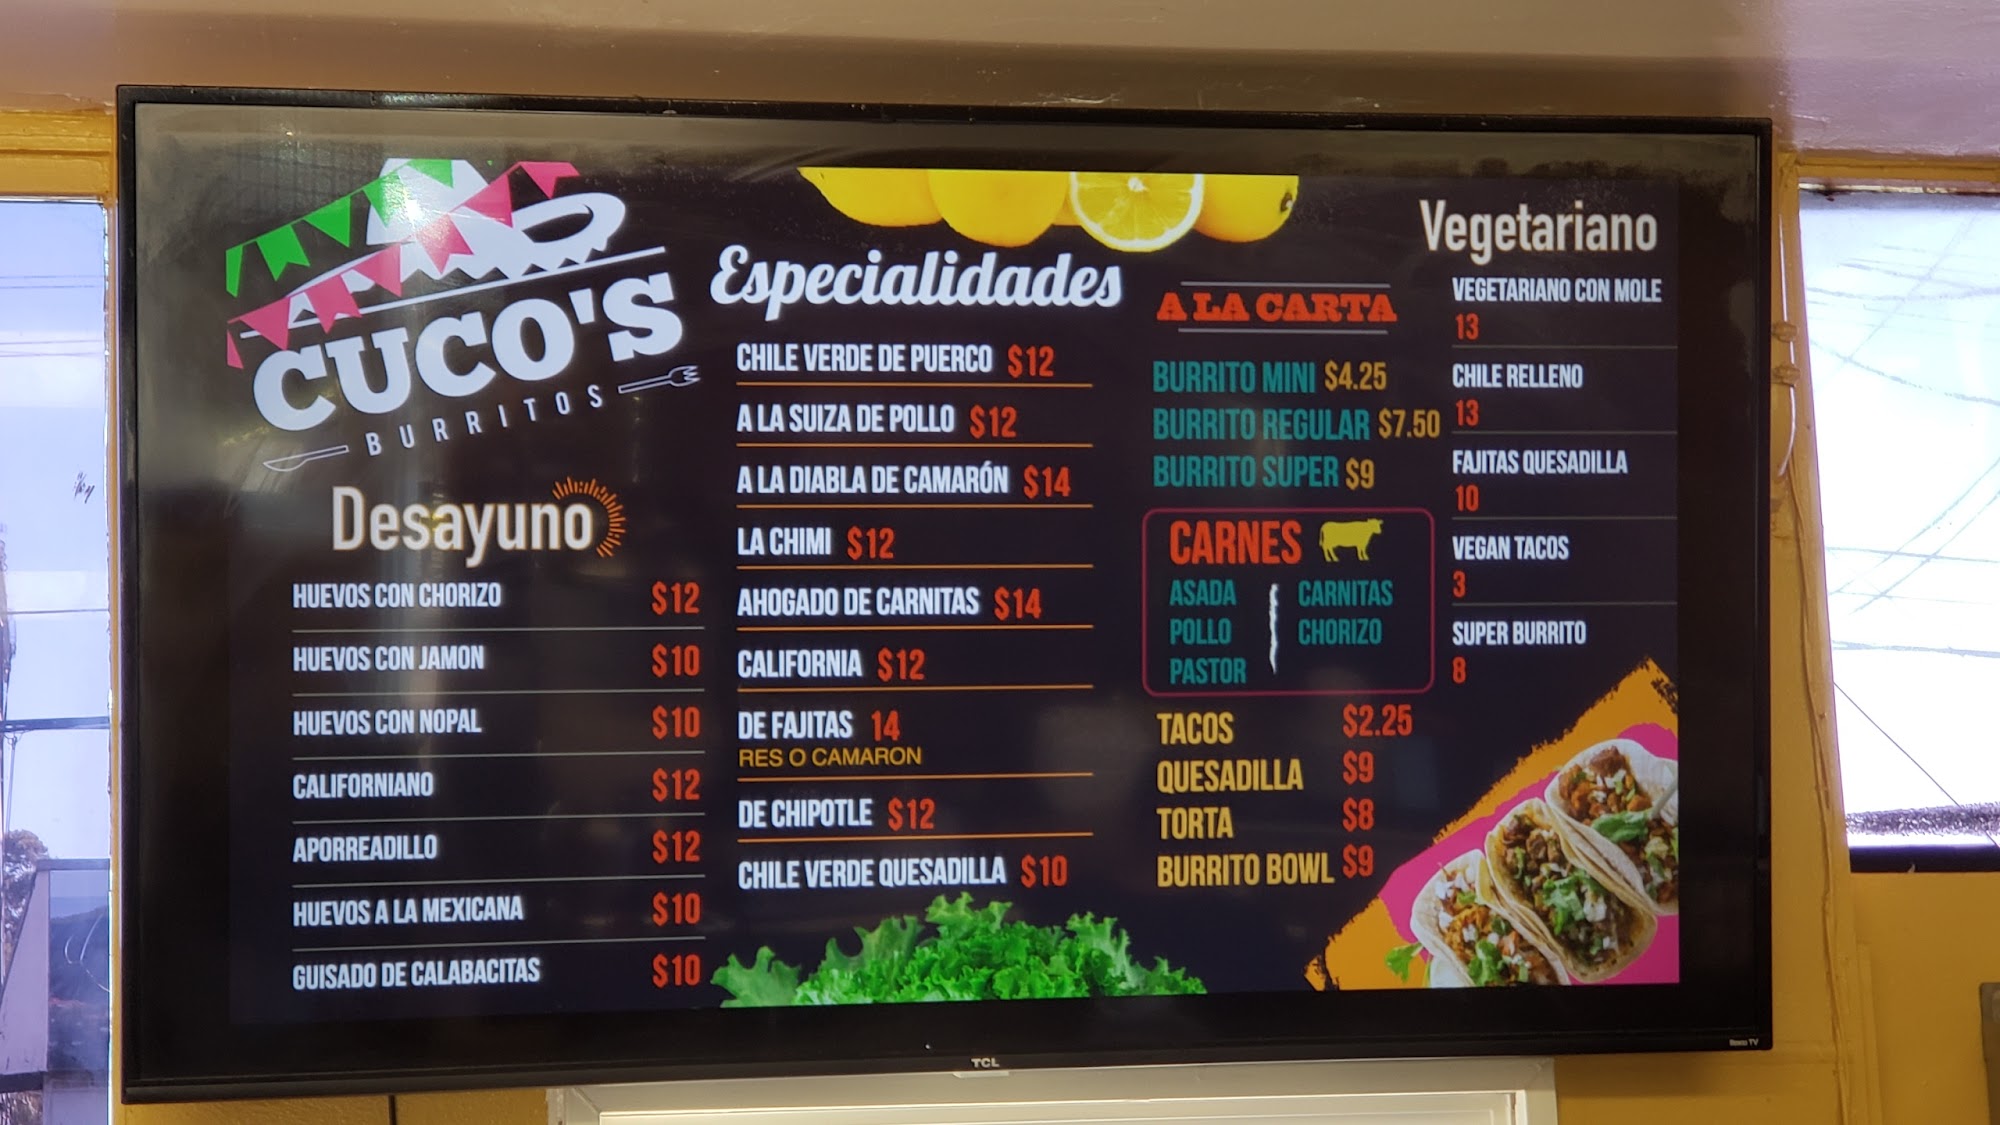 CUCO'S
BURRITOS
Desayuno
HUEVOS CON CHORIZO $12
HUEVOS CON JAMON $10
HUEVOS CON NOPAL $10
CALIFORNIANO $12
APORREADILLO $12
HUEVOS A LA MEXICANA $10
GUISADO DE CALABACITAS $10
Especialidades
CHILE VERDE DE PUERCO $12
A LA SUIZA DE POLLO $12
A LA DIABLA DE CAMARÓN $14
LA CHIMI $12
AHOGADO DE CARNITAS $14
CALIFORNIA $12
DE FAJITAS 14
RES O CAMARON
DE CHIPOTLE $12
CHILE VERDE QUESADILLA $10
A LA CARTA
BURRITO MINI $4.25
BURRITO REGULAR $7.50
BURRITO SUPER $9
CARNES
ASADA CARNITAS
POLLO CHORIZO
PASTOR
TACOS $2.25
QUESADILLA $9
TORTA $8
BURRITO BOWL $9
Vegetariano
VEGETARIANO CON MOLE
13
CHILE RELLENO
13
FAJITAS QUESADILLA
10
VEGAN TACOS
3
SUPER BURRITO
8
TCL
Roku TV